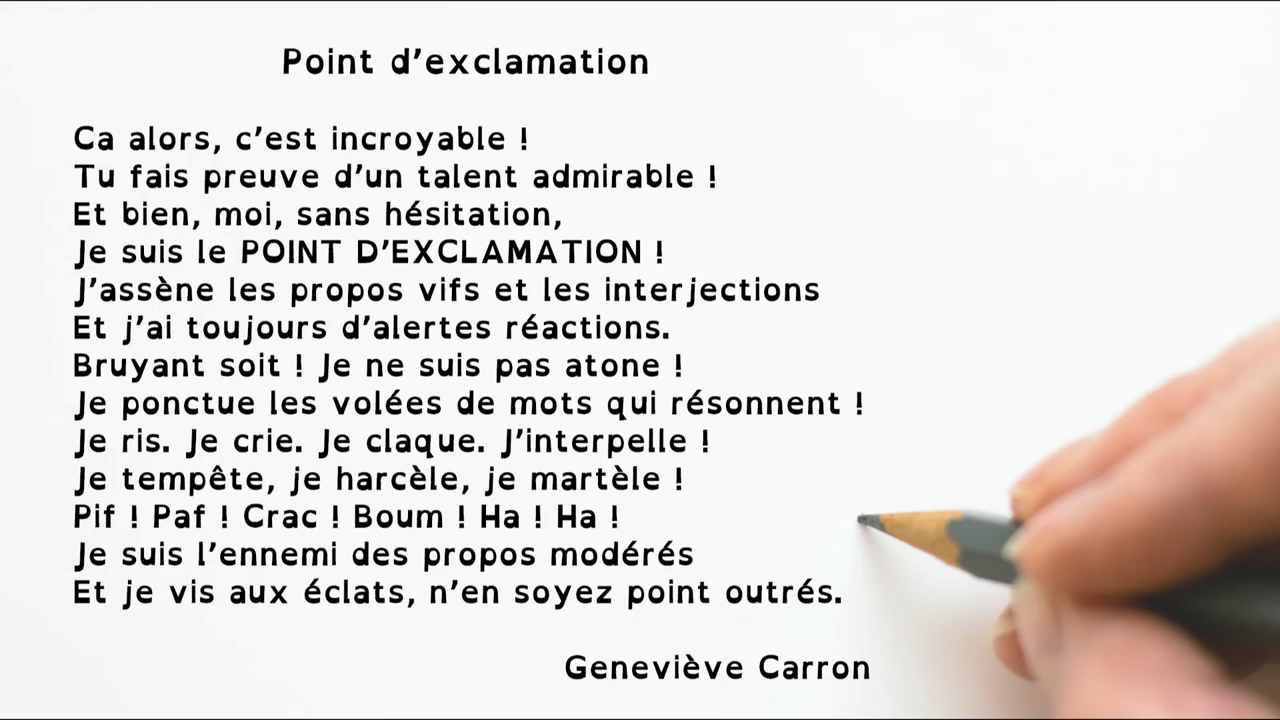 Point d’exclamation
Ca alors, c’est incroyable !
Tu fais preuve d’un talent admirable !
Et bien, moi, sans hésitation,
Je suis le POINT D’EXCLAMATION !
J’assène les propos vifs et les interjections
Et j’ai toujours d’alertes réactions.
Bruyant soit ! Je ne suis pas atone !
Je ponctue les volées de mots qui résonnent !
Je ris. Je crie. Je claque. J’interpelle !
Je tempête, je harcèle, je martèle !
Pif ! Paf ! Crac ! Boum ! Ha ! Ha !
Je suis l’ennemi des propos modérés
Et je vis aux éclats, n’en soyez point outrés.
Geneviève Carron